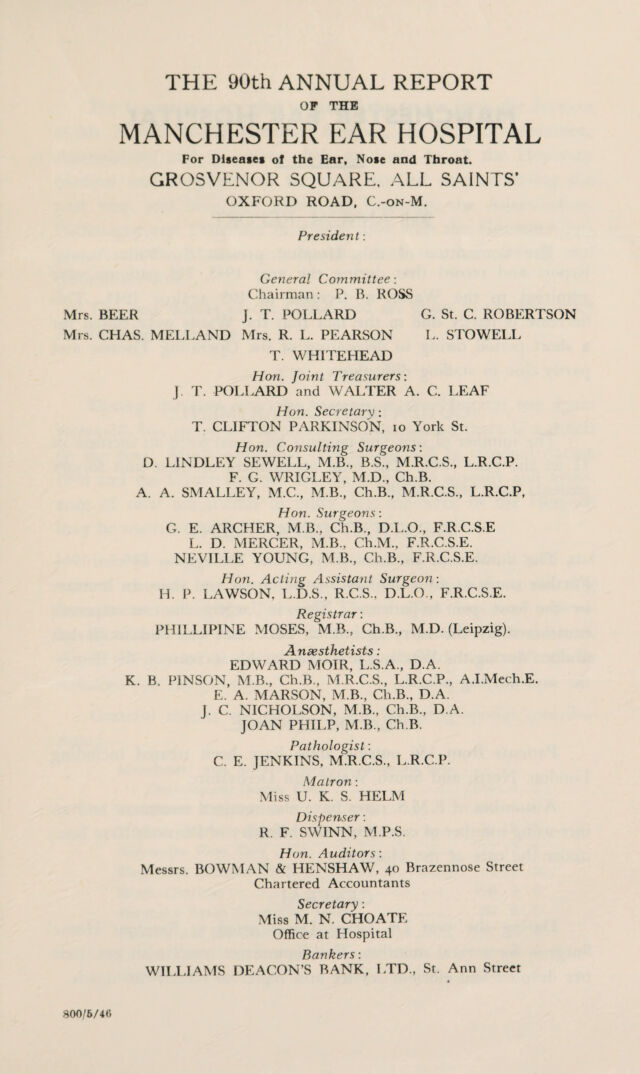 THE 90th ANNUAL REPORT
OF THE
MANCHESTER EAR HOSPITAL
For Diseases of the Ear, Nose and Throat.
GROSVENOR SQUARE, ALL SAINTS'
OXFORD ROAD, C.-ON-M.
President:
General Committee:
Chairman: P. B. ROSS
Mrs. BEER J. T. POLLARD G. St. C. ROBERTSON
Mrs. CHAS. MELLAND Mrs. R. L. PEARSON L. STOWELL
T. WHITEHEAD
Hon. Joint Treasurers:
J. T. POLLARD and WALTER A. C. LEAF
Hon. Secretary:
T. CLIFTON PARKINSON, 10 York St.
Hon. Consulting Surgeons:
D. LINDLEY SEWELL, M.B., B.S., M.R.C.S., L.R.C.P.
F. G. WRIGLEY, M.D., Ch.B.
A. A. SMALLEY, M.C., M.B., Ch.B., M.R.C.S., L.R.C.P,
Hon. Surgeons:
G. E. ARCHER, M.B., Ch.B., D.L.O., F.R.C.S.E
L. D. MERCER, M.B., Ch.M., F.R.C.S.E.
NEVILLE YOUNG, M.B., Ch.B., F.R.C.S.E.
Hon. Acting Assistant Surgeon:
H. P. LAWSON, L.D.S., R.C.S., D.L.O., F.R.C.S.E.
Registrar:
PHILLIPINE MOSES, M.B., Ch.B., M.D. (Leipzig).
Anæsthetists:
EDWARD MOIR, L.S.A., D.A.
K. B. PINSON, M.B., Ch.B., M.R.C.S., L.R.C.P., A.I.Mech.E.
E. A. MARSON, M.B., Ch.B., D.A.
J. C. NICHOLSON, M.B., Ch.B., D.A.
JOAN PHILP, M.B., Ch.B.
Pathologist:
C. E. JENKINS, M.R.C.S., L.R.C.P.
Matron:
Miss U. K. S. HELM
Dispenser:
R. F. SWINN, M.P.S.
Hon. Auditors:
Messrs. BOWMAN & HENSHAW, 40 Brazennose Street
Chartered Accountants
Secretary:
Miss M. N. CHOATE
Office at Hospital
Bankers:
WILLIAMS DEACON'S BANK, LTD., St. Ann Street
800/5/46